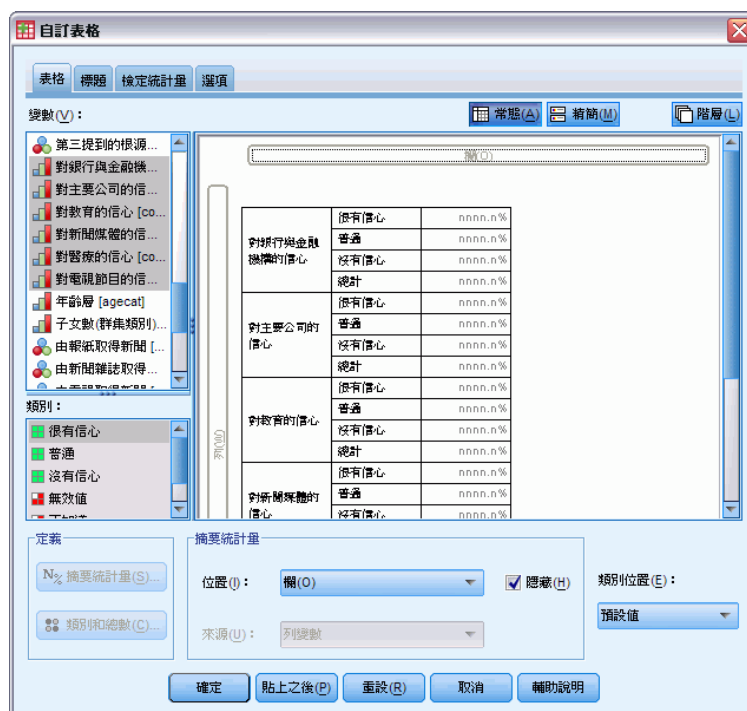 自訂表格
表格 標題 檢定統計量 選項
變數(V)：
常態(A) 精簡(M) 階層(L)
第三提到的根源...
對銀行與金融機...
對主要公司的信...
對教育的信心 [co...
對新聞媒體的信...
對醫療的信心 [co...
對電視節目的信...
年齡層 [agecat]
子女數(群集類別)...
由報紙取得新聞 [...
由新聞雜誌取得...
類別：
很有信心
普通
沒有信心
無效值
欄(O)
對銀行與金融機構的信心
很有信心 nnnn.n%
普通 nnnn.n%
沒有信心 nnnn.n%
總計 nnnn.n%
對主要公司的信心
很有信心 nnnn.n%
普通 nnnn.n%
沒有信心 nnnn.n%
總計 nnnn.n%
對教育的信心
很有信心 nnnn.n%
普通 nnnn.n%
沒有信心 nnnn.n%
總計 nnnn.n%
對新聞媒體的信心
很有信心 nnnn.n%
普通 nnnn.n%
沒有信心 nnnn.n%
定義
N% 摘要統計量(S)...
類別和總數(C)...
摘要統計量
位置(I)： 欄(O) 隱藏(H)
來源(U)： 列變數
類別位置(E)：
預設值
確定 貼上之後(P) 重設(R) 取消 輔助說明